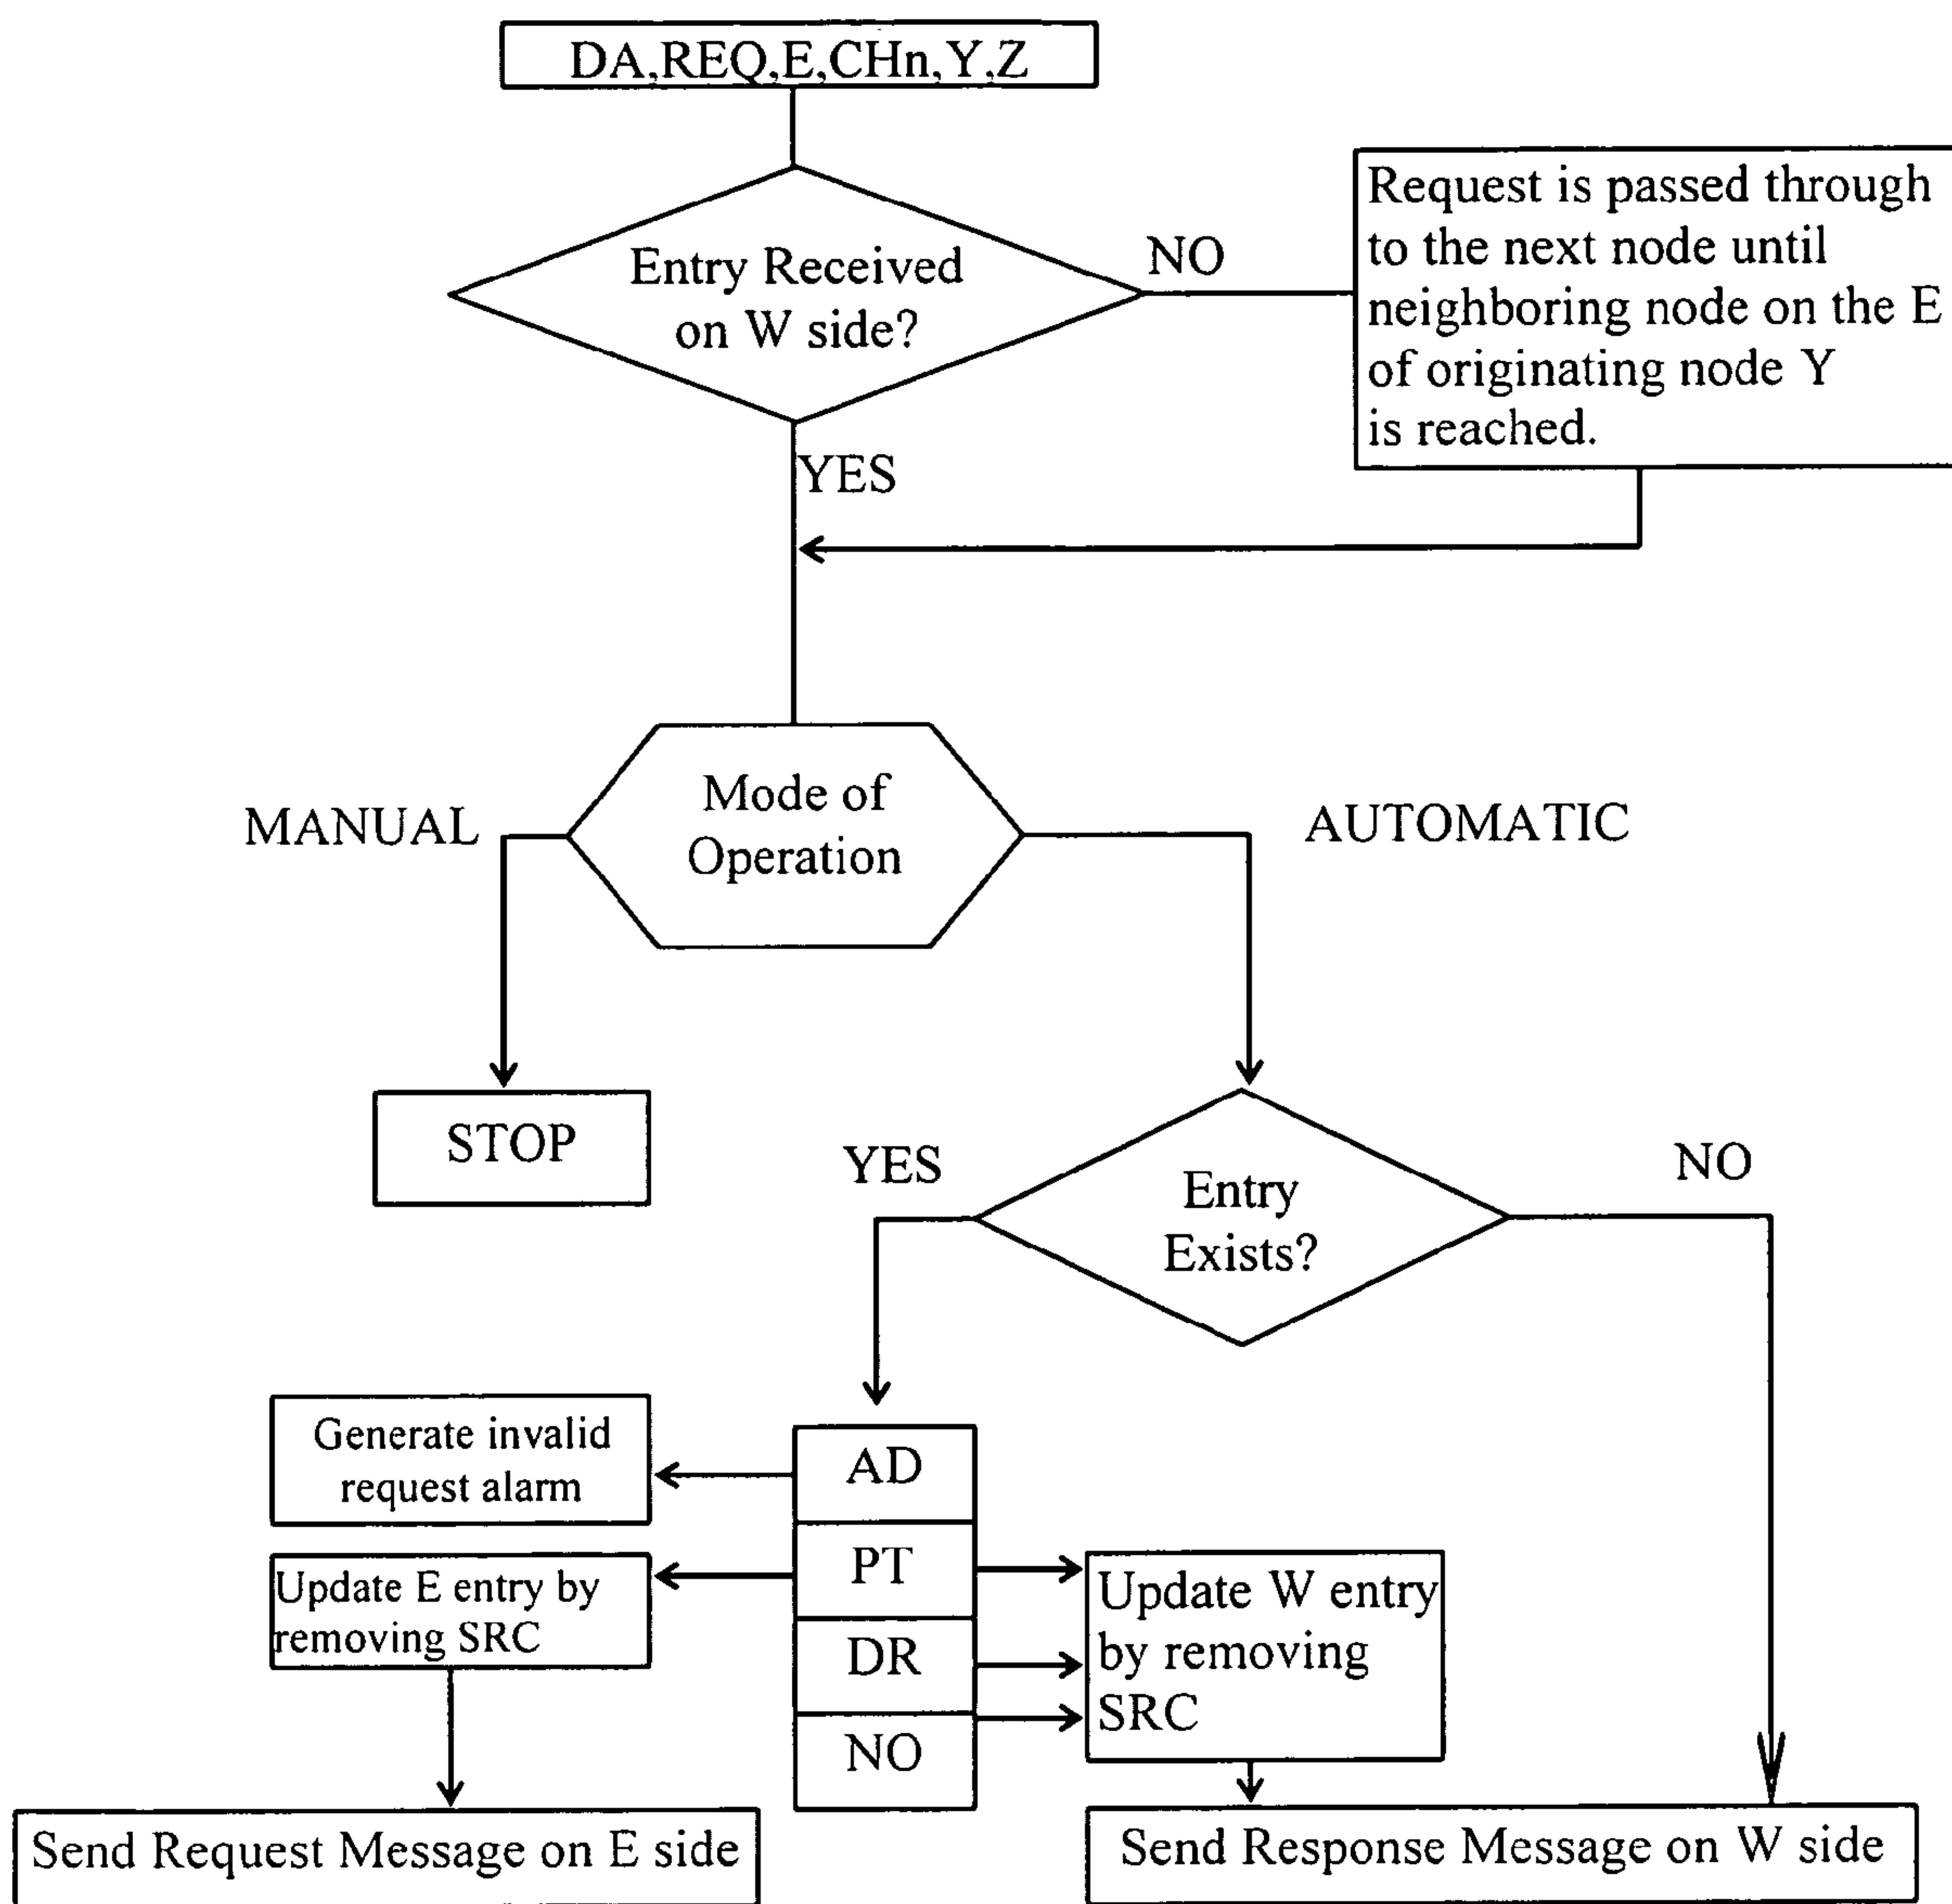 DA,REQ,E,CHn,Y,Z
Entry Received
on W side?
NO
Request is passed through
to the next node until
neighboring node on the E
of originating node Y
is reached.
YES
Mode of
Operation
MANUAL
AUTOMATIC
STOP
YES
Entry
Exists?
NO
Generate invalid
request alarm
AD
PT
DR
NO
Update E entry by
removing SRC
Update W entry
by removing
SRC
Send Request Message on E side
Send Response Message on W side